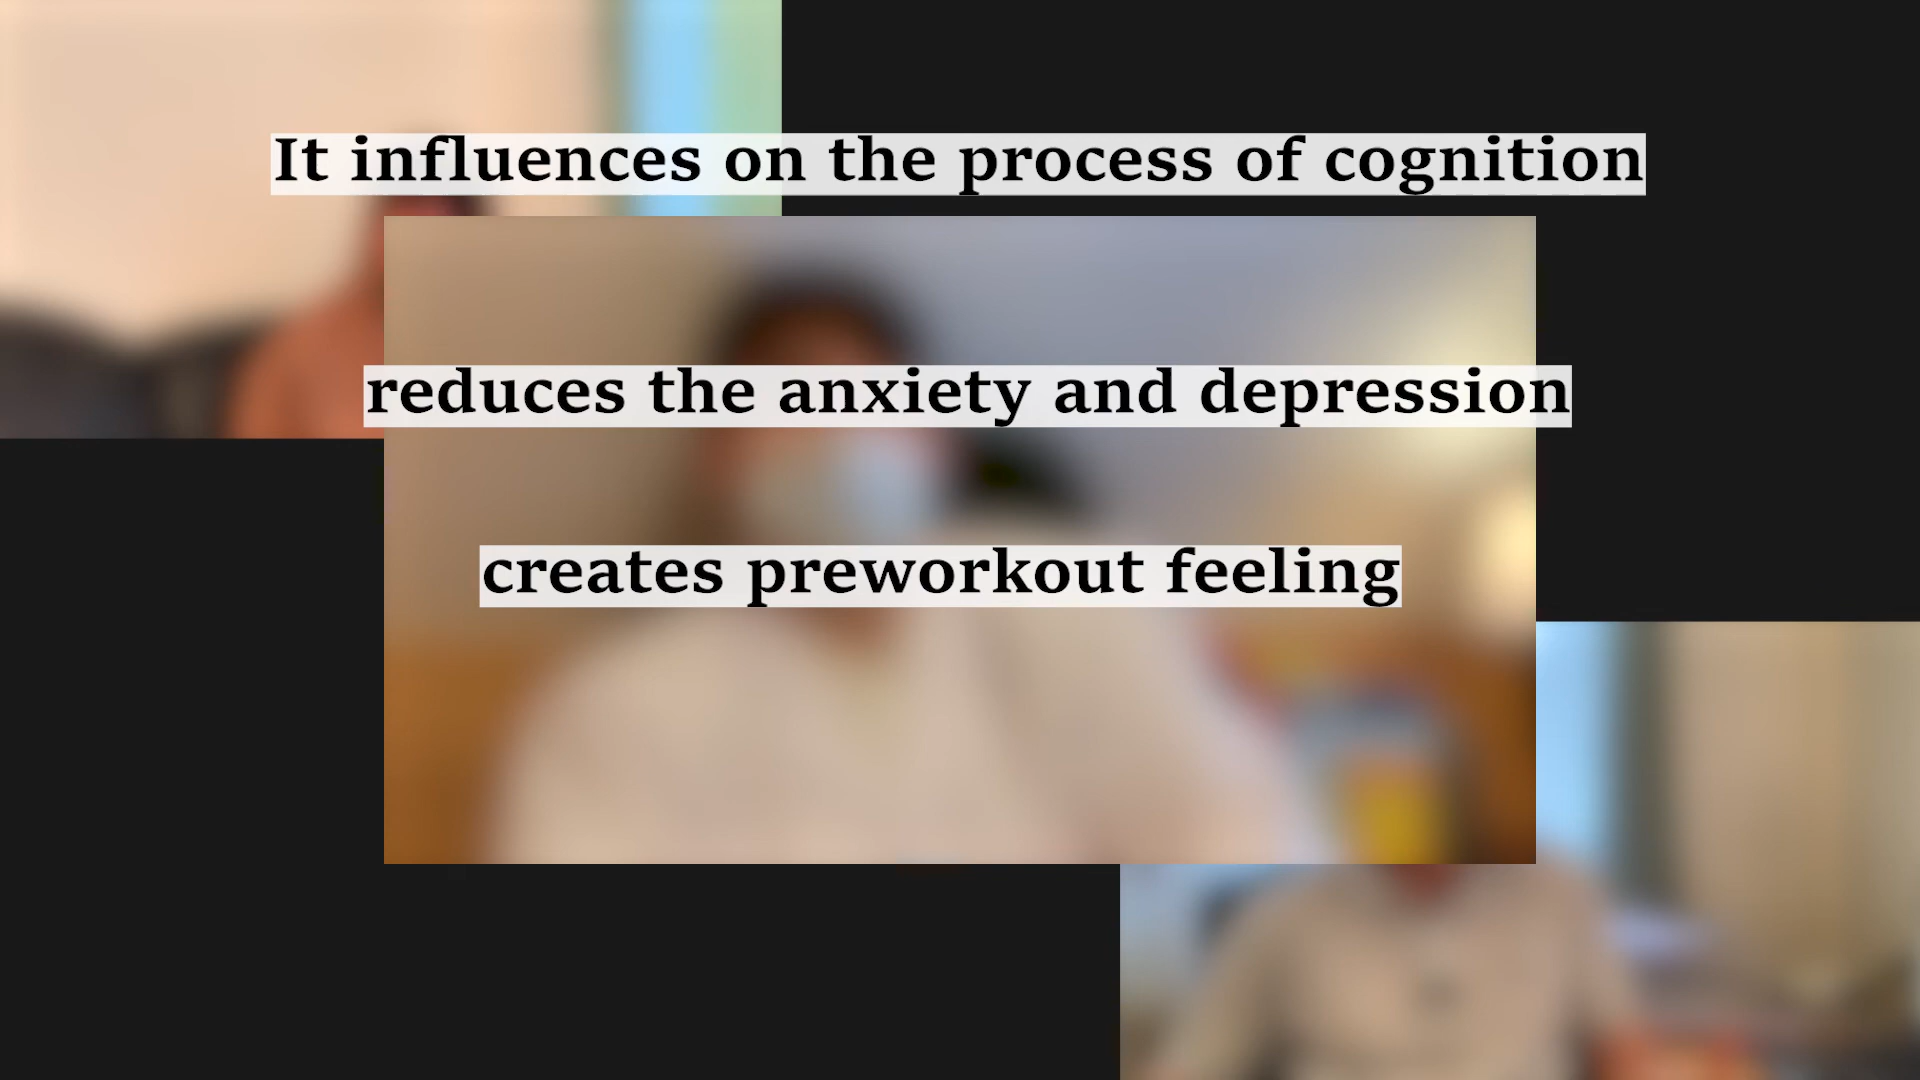 It influences on the process of cognition
reduces the anxiety and depression
creates preworkout feeling